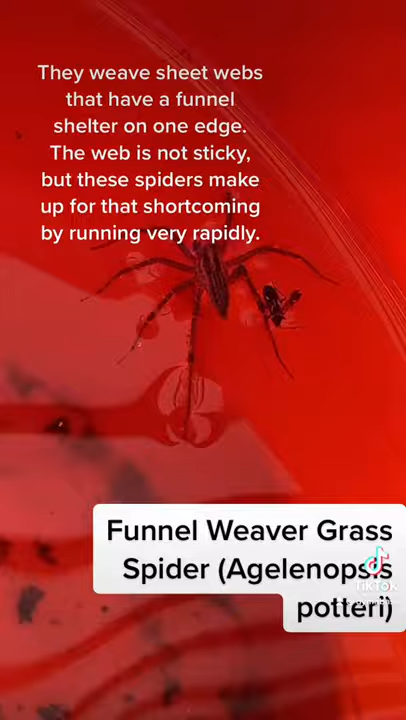 They weave sheet webs
that have a funnel
shelter on one edge.
The web is not sticky,
but these spiders make
up for that shortcoming
by running very rapidly.
Funnel Weaver Grass
Spider (Agelenopsis
potteri)
TIKTOK